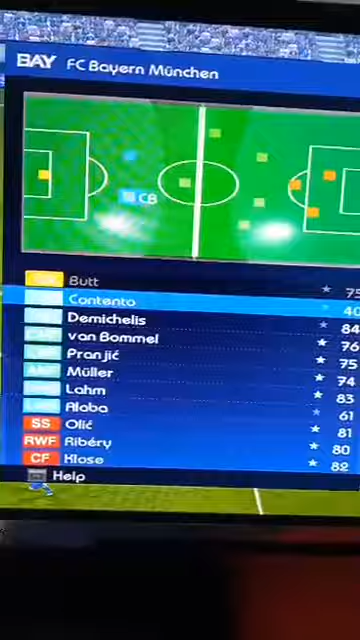 BAY FC Bayern München
CB
Butt 75
Contento 40
Demichelis 84
van Bommel 76
Pranjić 75
Müller 74
Lahm 83
Alaba 61
SS Olić 81
RWF Ribéry 80
CF Klose 82
Help